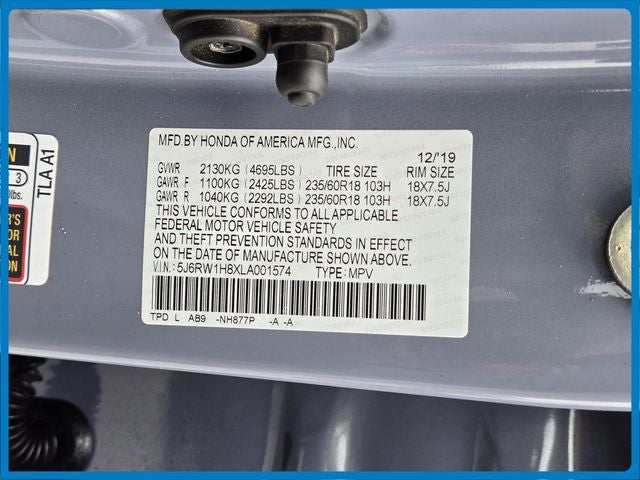 MFD.BY HONDA OF AMERICA MFG.,INC. 12/'19
GVWR 2130KG (4695LBS) TIRE SIZE RIM SIZE
GAWR F 1100KG (2425LBS) 235/60R18 103H 18X7.5J
GAWR R 1040KG (2292LBS) 235/60R18 103H 18X7.5J
THIS VEHICLE CONFORMS TO ALL APPLICABLE
FEDERAL MOTOR VEHICLE SAFETY
AND THEFT PREVENTION STANDARDS IN EFFECT
ON THE DATE OF MANUFACTURE SHOWN ABOVE.
V.I.N.: 5J6RW1H8XLA001574 TYPE: MPV
TPD L AB9 -NH877P -A -A
3
lbs.
TLA A1